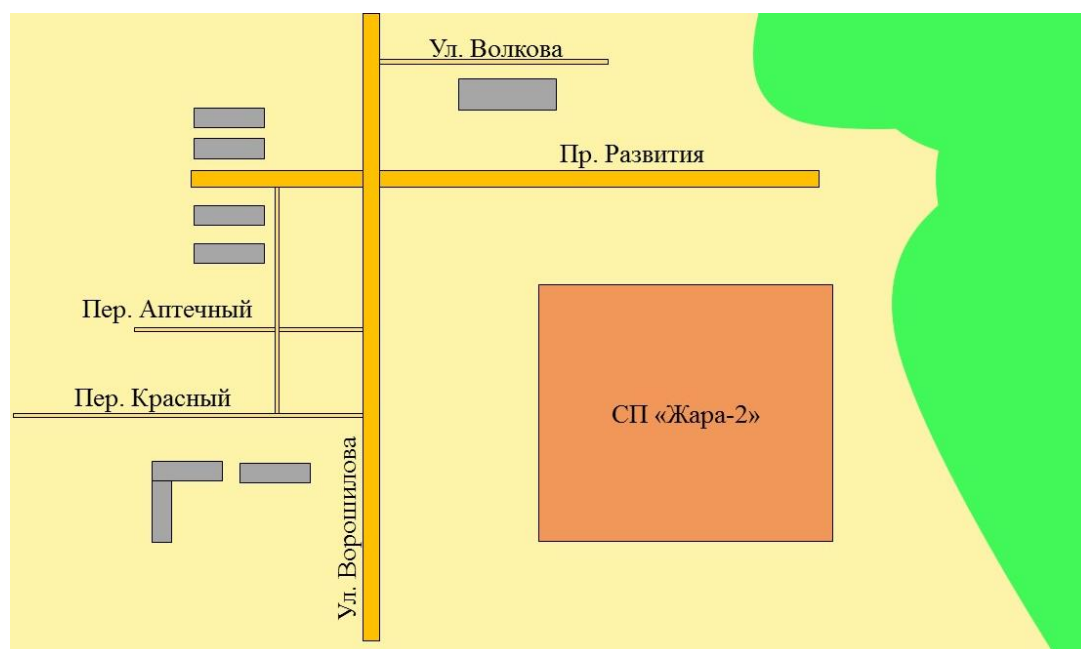 Ул. Волкова
Пр. Развития
Пер. Аптечный
Пер. Красный
СП «Жара-2»
Ул. Ворошилова